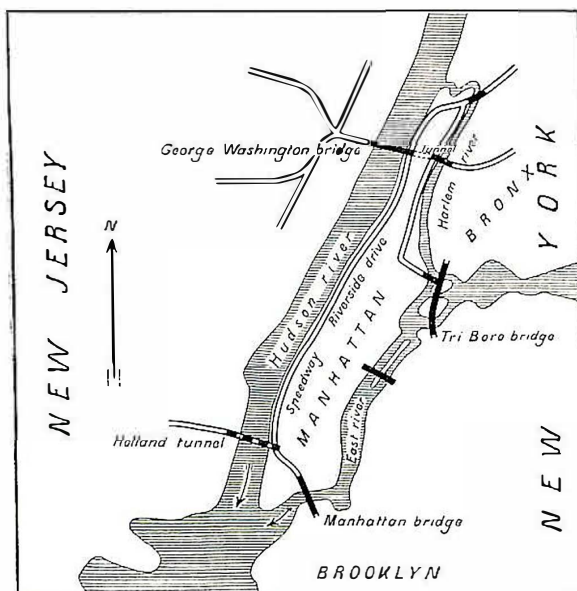 George Washington bridge
Tunnel
Harlem river
BRONX
NEW YORK
NEW JERSEY
N
Hudson river
Riverside drive
Speedway
MANHATTAN
Tri Boro bridge
East river
Holland tunnel
Manhattan bridge
BROOKLYN